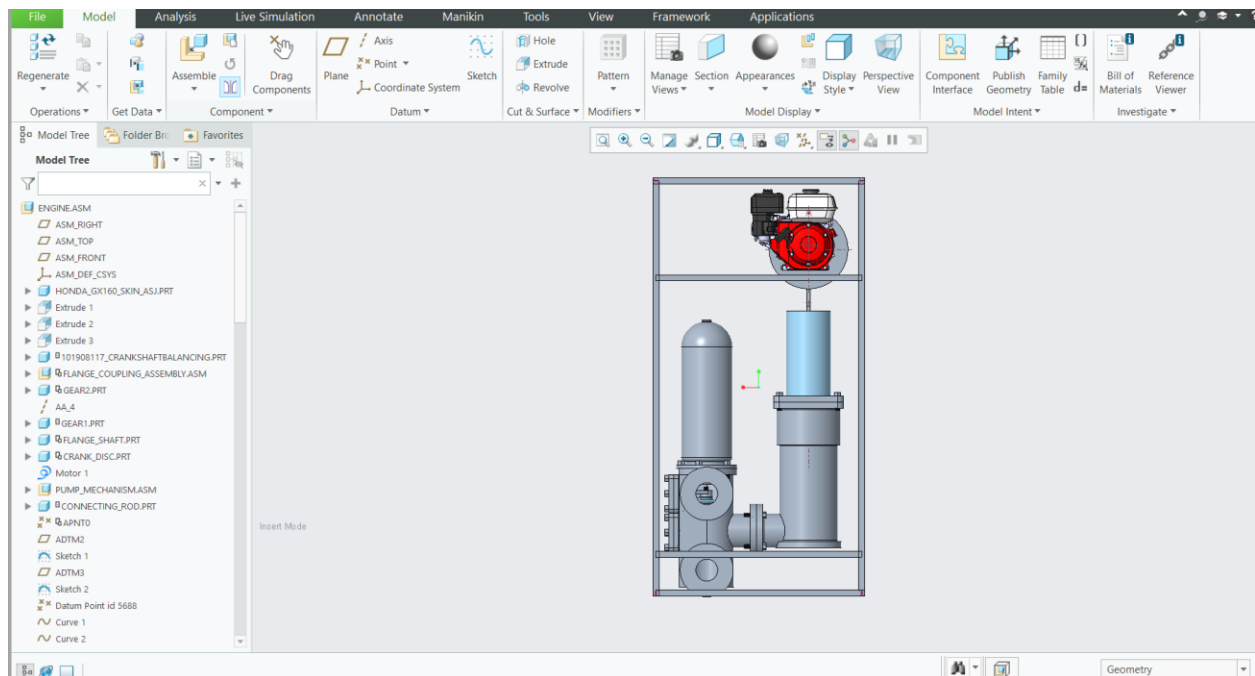 File Model Analysis Live Simulation Annotate Manikin Tools View Framework Applications
Regenerate
Operations
Get Data
Assemble
Drag Components
Component
Plane
Axis
Point
Coordinate System
Sketch
Datum
Hole
Extrude
Revolve
Cut & Surface
Pattern
Modifiers
Manage Views
Section
Appearances
Display Style
Perspective View
Model Display
Component Interface
Publish Geometry
Family Table
d=
Model Intent
Bill of Materials
Reference Viewer
Investigate
Model Tree Folder Bro Favorites
Model Tree
ENGINE.ASM
ASM_RIGHT
ASM_TOP
ASM_FRONT
ASM_DEF_CSYS
HONDA_GX160_SKIN_ASJ.PRT
Extrude 1
Extrude 2
Extrude 3
101908117_CRANKSHAFTBALANCING.PRT
FLANGE_COUPLING_ASSEMBLY.ASM
GEAR2.PRT
AA_4
GEAR1.PRT
FLANGE_SHAFT.PRT
CRANK_DISC.PRT
Motor 1
PUMP_MECHANISM.ASM
CONNECTING_ROD.PRT
APNT0
ADTM2
Sketch 1
ADTM3
Sketch 2
Datum Point id 5688
Curve 1
Curve 2
Insert Mode
Geometry